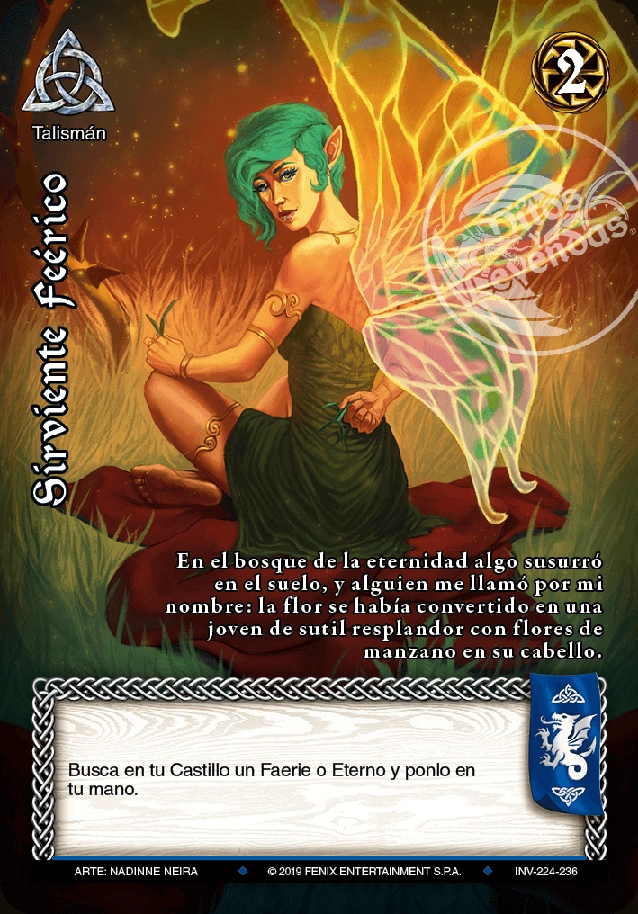 2
Talismán
Sirviente Feérico
Mitos
y
Leyendas
En el bosque de la eternidad algo susurró
en el suelo, y alguien me llamó por mi
nombre: la flor se había convertido en una
joven de sutil resplandor con flores de
manzano en su cabello.
Busca en tu Castillo un Faerie o Eterno y ponlo en
tu mano.
ARTE: NADINNE NEIRA
© 2019 FENIX ENTERTAINMENT S.P.A.
INV-224-236